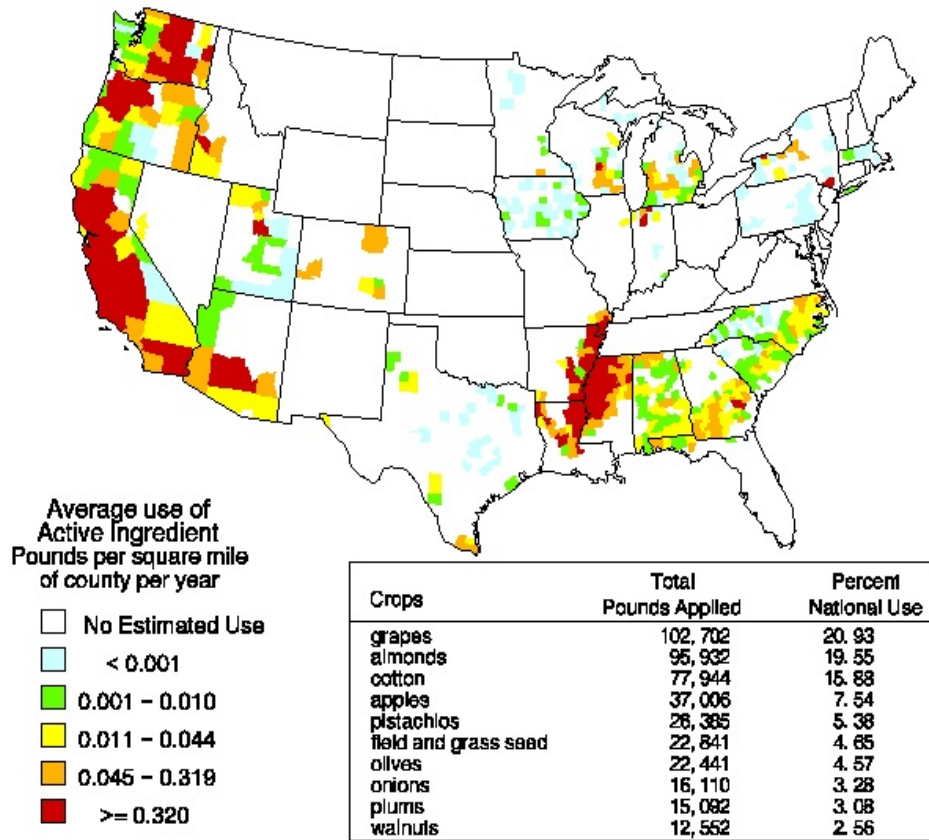 Average use of
Active Ingredient
Pounds per square mile
of county per year
No Estimated Use
< 0.001
0.001 – 0.010
0.011 – 0.044
0.045 – 0.319
>= 0.320
Crops Total Pounds Applied Percent National Use
grapes 102,702 20.93
almonds 95,932 19.55
cotton 77,944 15.88
apples 37,006 7.54
pistachios 26,385 5.38
field and grass seed 22,841 4.65
olives 22,441 4.57
onions 16,110 3.28
plums 15,092 3.08
walnuts 12,552 2.56